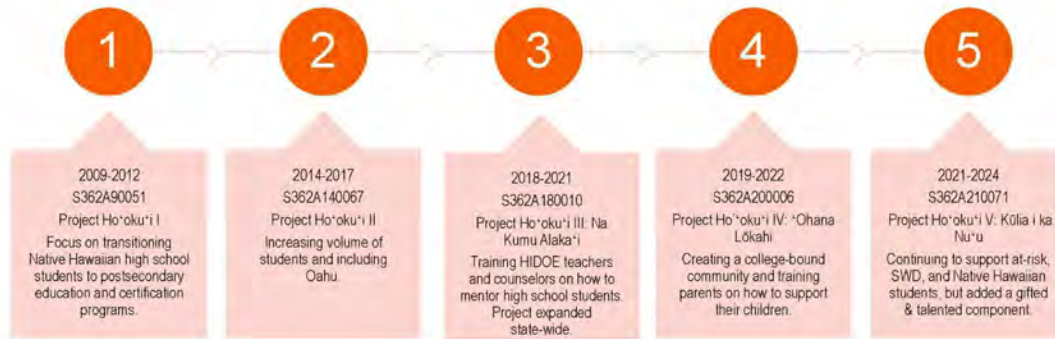 1
2
3
4
5
2009-2012
S362A90051
Project Hoʻokuʻi I
Focus on transitioning
Native Hawaiian high school
students to postsecondary
education and certification
programs.
2014-2017
S362A140067
Project Hoʻokuʻi II
Increasing volume of
students and including
Oahu.
2018-2021
S362A180010
Project Hoʻokuʻi III: Na
Kumu Alakaʻi
Training HIDOE teachers
and counselors on how to
mentor high school students.
Project expanded
state-wide.
2019-2022
S362A200006
Project Hoʻokuʻi IV: ʻOhana
Lōkahi
Creating a college-bound
community and training
parents on how to support
their children.
2021-2024
S362A210071
Project Hoʻokuʻi V: Kūlia i ka
Nuʻu
Continuing to support at-risk,
SWD, and Native Hawaiian
students, but added a gifted
& talented component.